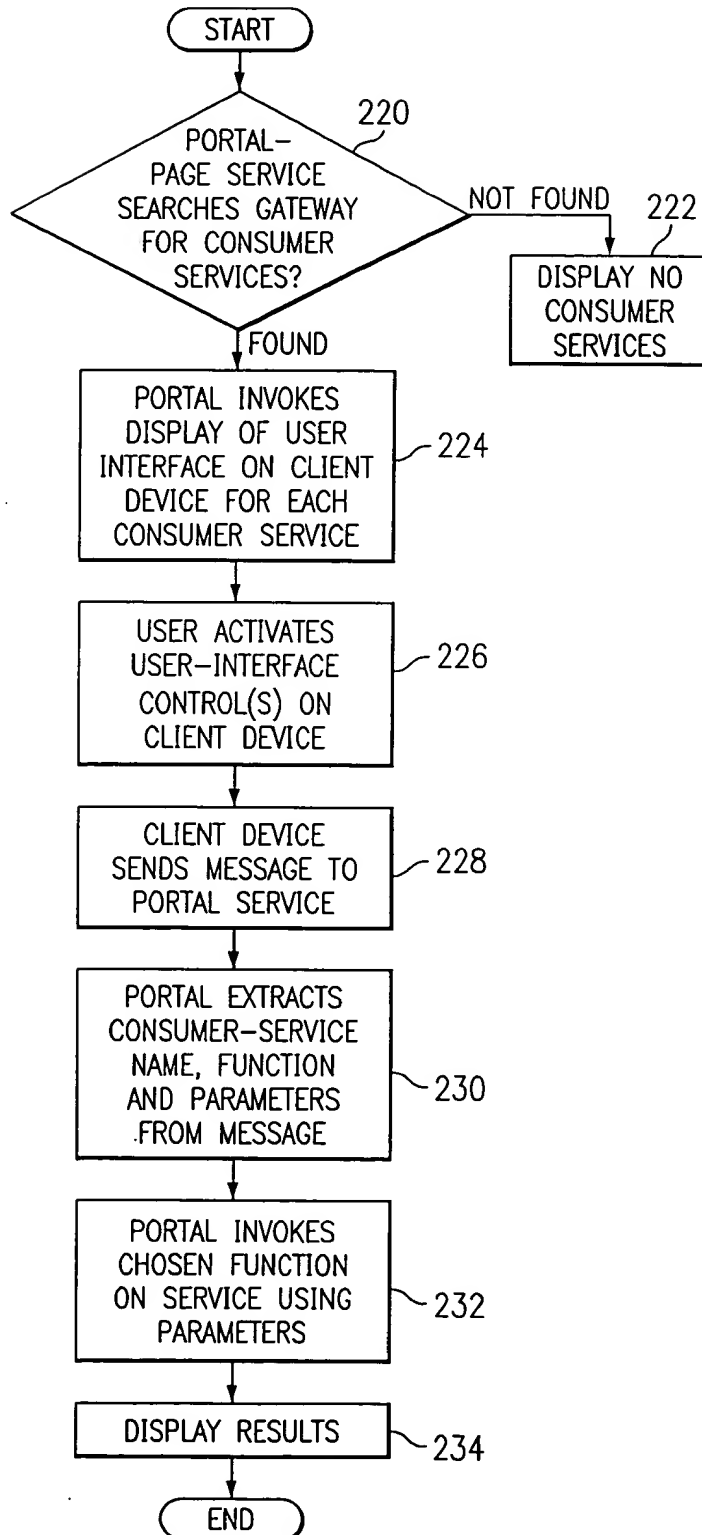 START
220
PORTAL-
PAGE SERVICE
SEARCHES GATEWAY
FOR CONSUMER
SERVICES?
NOT FOUND
222
DISPLAY NO
CONSUMER
SERVICES
FOUND
PORTAL INVOKES
DISPLAY OF USER
INTERFACE ON CLIENT
DEVICE FOR EACH
CONSUMER SERVICE
224
USER ACTIVATES
USER-INTERFACE
CONTROL(S) ON
CLIENT DEVICE
226
CLIENT DEVICE
SENDS MESSAGE TO
PORTAL SERVICE
228
PORTAL EXTRACTS
CONSUMER-SERVICE
NAME, FUNCTION
AND PARAMETERS
FROM MESSAGE
230
PORTAL INVOKES
CHOSEN FUNCTION
ON SERVICE USING
PARAMETERS
232
DISPLAY RESULTS
234
END